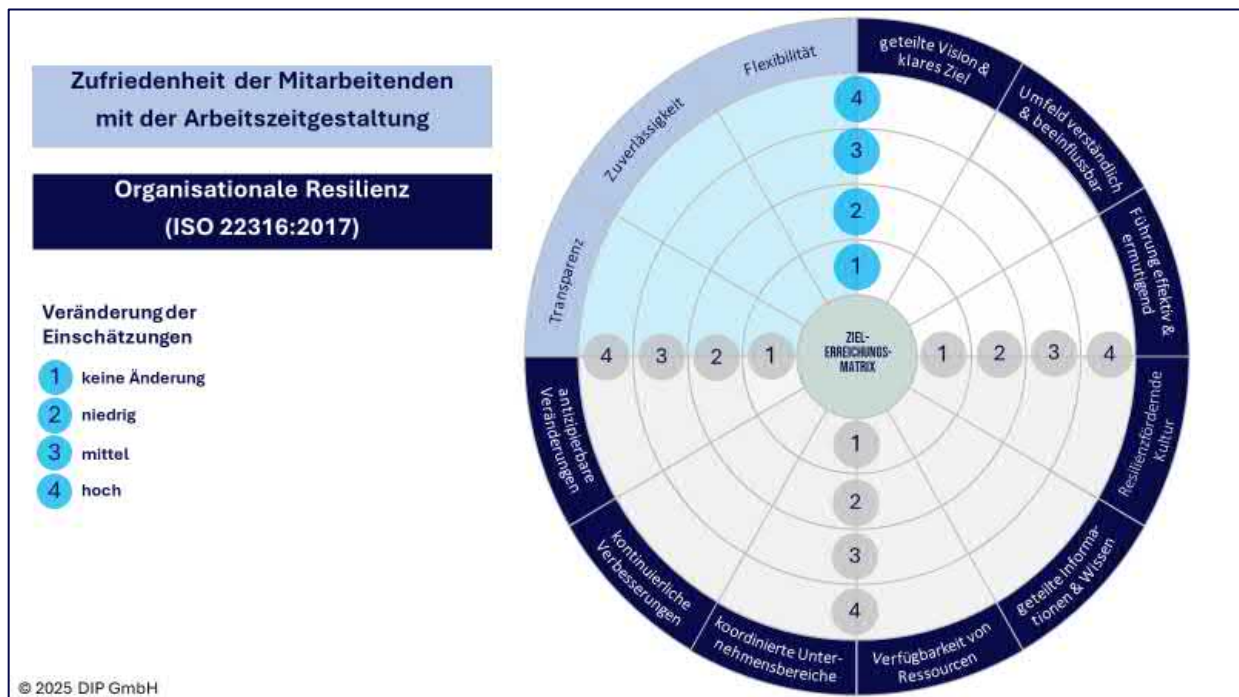 Zufriedenheit der Mitarbeitenden
mit der Arbeitszeitgestaltung
Organisationale Resilienz
(ISO 22316:2017)
Veränderung der
Einschätzungen
1 keine Änderung
2 niedrig
3 mittel
4 hoch
© 2025 DIP GmbH
Transparenz
Zuverlässigkeit
Flexibilität
geteilte Vision &
klares Ziel
Umfeld verständlich
& beeinflussbar
Führung effektiv &
ermutigend
Resilienzfördernde
Kultur
geteilte Informa-
tionen & Wissen
Verfügbarkeit von
Ressourcen
koordinierte Unter-
nehmensbereiche
kontinuierliche
Verbesserungen
antizipierbare
Veränderungen
4
3
2
1
4 3 2 1
ZIEL-
ERREICHUNGS-
MATRIX
1 2 3 4
1
2
3
4